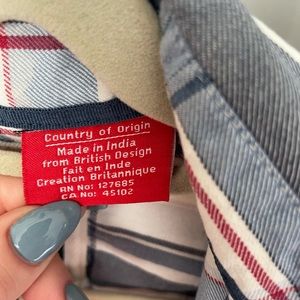 Country of Origin
Made in India
from British Design
Fait en Inde
Creation Britannique
RN No: 127685
CA No: 45102